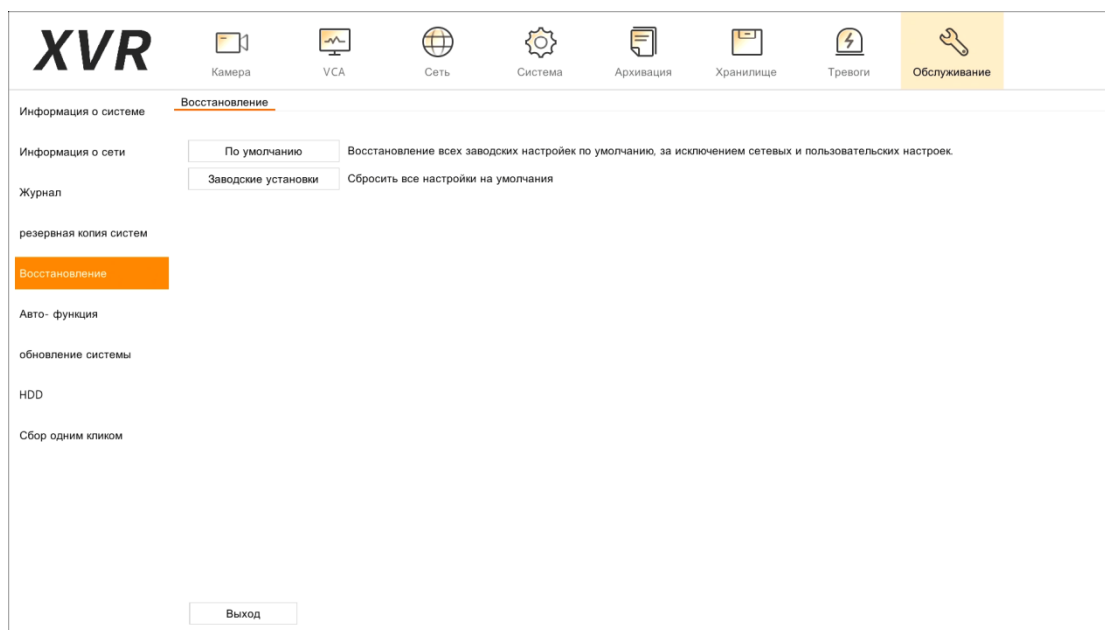 XVR
Камера
VCA
Сеть
Система
Архивация
Хранилище
Тревоги
Обслуживание
Информация о системе
Информация о сети
Журнал
резервная копия систем
Восстановление
Авто- функция
обновление системы
HDD
Сбор одним кликом
Восстановление
По умолчанию
Восстановление всех заводских настройек по умолчанию, за исключением сетевых и пользовательских настроек.
Заводские установки
Сбросить все настройки на умолчания
Выход